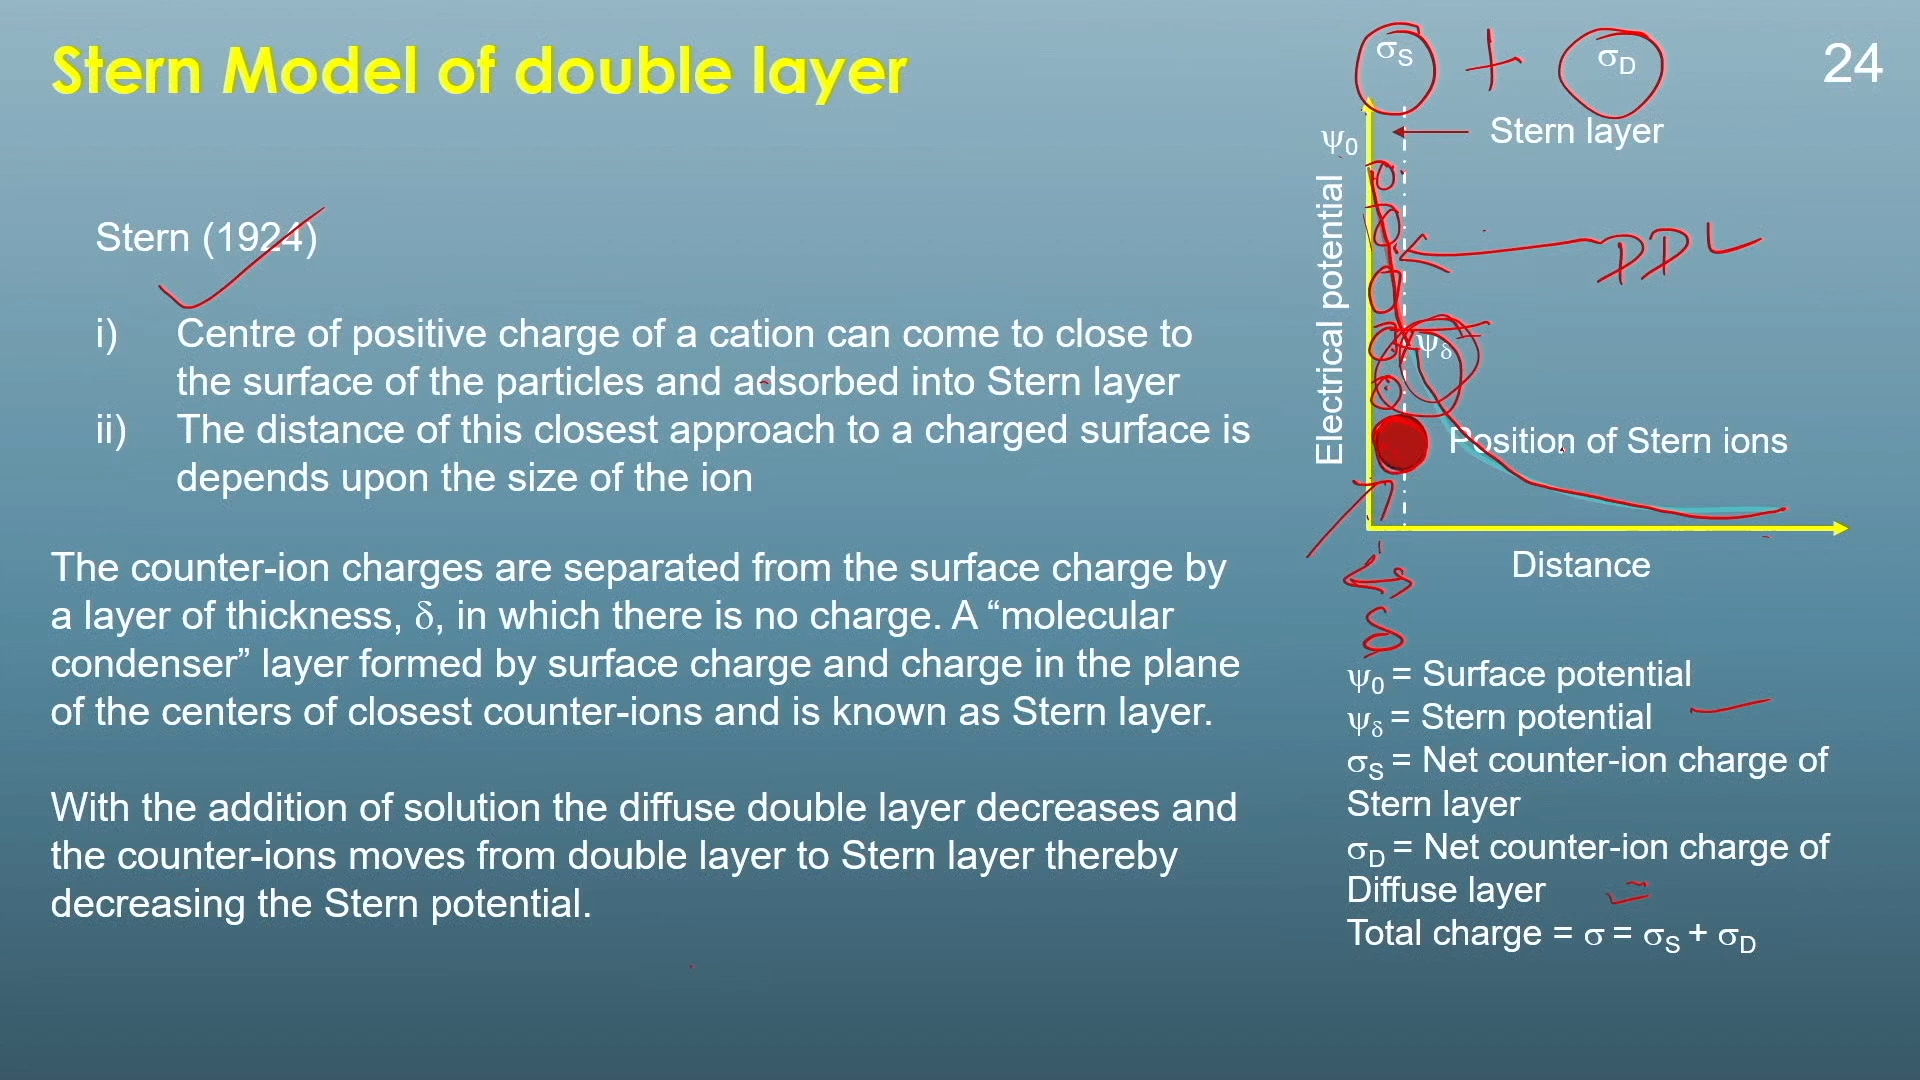 Stern Model of double layer
24
Stern (1924)
i) Centre of positive charge of a cation can come to close to
the surface of the particles and adsorbed into Stern layer
ii) The distance of this closest approach to a charged surface is
depends upon the size of the ion
The counter-ion charges are separated from the surface charge by
a layer of thickness, δ, in which there is no charge. A “molecular
condenser” layer formed by surface charge and charge in the plane
of the centers of closest counter-ions and is known as Stern layer.
With the addition of solution the diffuse double layer decreases and
the counter-ions moves from double layer to Stern layer thereby
decreasing the Stern potential.
σS + σD
Stern layer
ψ0
Electrical potential
DDL
ψδ
Position of Stern ions
Distance
δ
ψ0 = Surface potential
ψδ = Stern potential
σS = Net counter-ion charge of
Stern layer
σD = Net counter-ion charge of
Diffuse layer
Total charge = σ = σS + σD